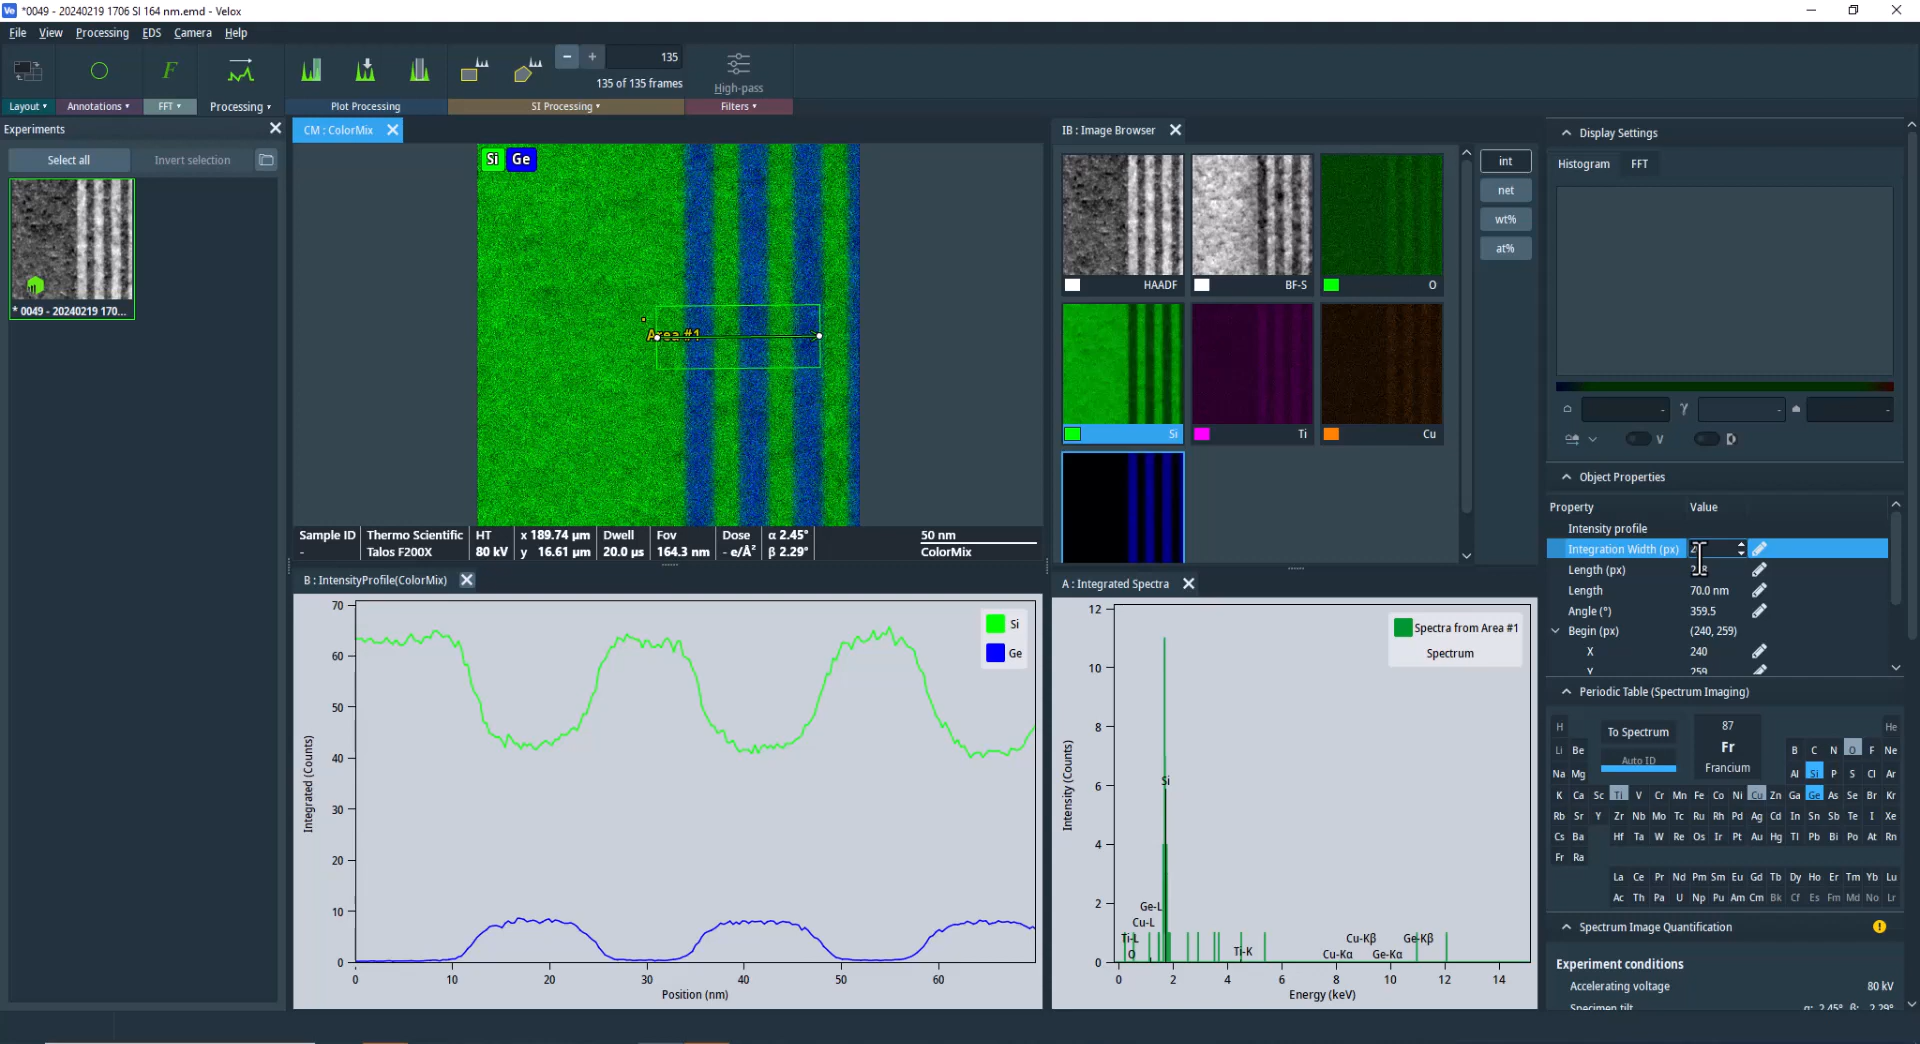 *0049 - 20240219 1706 SI 164 nm.emd - Velox
File View Processing EDS Camera Help
135
135 of 135 frames
High-pass
Layout Annotations FFT Processing Plot Processing SI Processing Filters
Experiments
Select all Invert selection
* 0049 - 20240219 170...
CM : ColorMix
Si Ge
Area #1
Sample ID
-
Thermo Scientific
Talos F200X
HT
80 kV
x 189.74 µm
y 16.61 µm
Dwell
20.0 µs
Fov
164.3 nm
Dose
- e/Å²
α 2.45°
β 2.29°
50 nm
ColorMix
B : IntensityProfile(ColorMix)
Si
Ge
Integrated (Counts)
70
60
50
40
30
20
10
0
0 10 20 30 40 50 60
Position (nm)
IB : Image Browser
HAADF BF-S O
Si Ti Cu
int
net
wt%
at%
A : Integrated Spectra
Spectra from Area #1
Spectrum
Intensity (Counts)
12
10
8
6
4
2
0
Si
Ge-L
Cu-L
Ti-L
O
Ti-K
Cu-Kβ
Ge-Kβ
Cu-Kα
Ge-Kα
0 2 4 6 8 10 12 14
Energy (keV)
Display Settings
Histogram FFT
Object Properties
Property Value
Intensity profile
Integration Width (px)
Length (px)
Length 70.0 nm
Angle (°) 359.5
Begin (px) (240, 259)
X 240
Y 259
Periodic Table (Spectrum Imaging)
To Spectrum
Auto ID
87
Fr
Francium
H He
Li Be B C N O F Ne
Na Mg Al Si P S Cl Ar
K Ca Sc Ti V Cr Mn Fe Co Ni Cu Zn Ga Ge As Se Br Kr
Rb Sr Y Zr Nb Mo Tc Ru Rh Pd Ag Cd In Sn Sb Te I Xe
Cs Ba Hf Ta W Re Os Ir Pt Au Hg Tl Pb Bi Po At Rn
Fr Ra
La Ce Pr Nd Pm Sm Eu Gd Tb Dy Ho Er Tm Yb Lu
Ac Th Pa U Np Pu Am Cm Bk Cf Es Fm Md No Lr
Spectrum Image Quantification
Experiment conditions
Accelerating voltage 80 kV
Specimen tilt α: 2.45° β: 2.29°